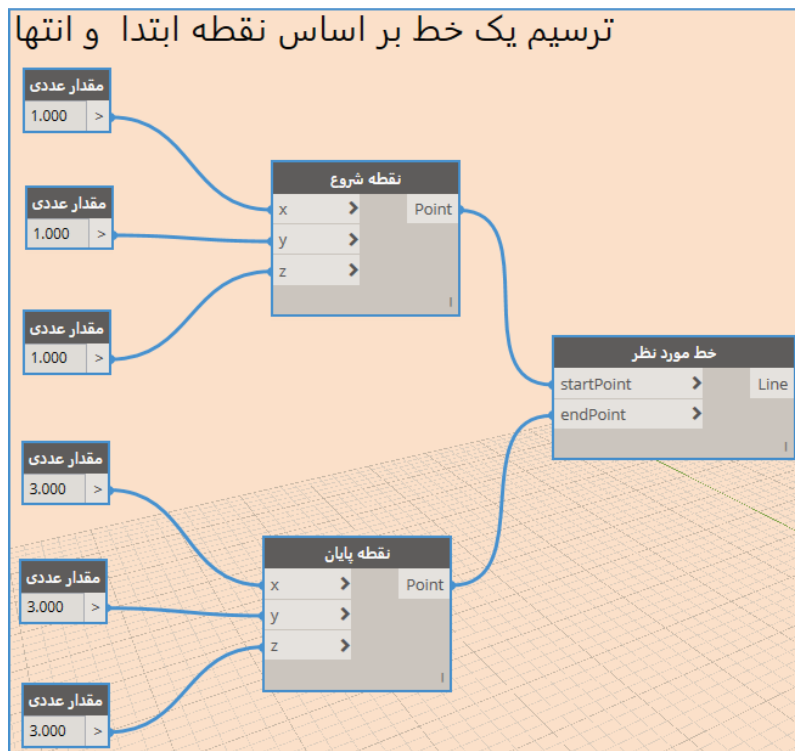 ترسیم یک خط بر اساس نقطه ابتدا و انتها
مقدار عددی
1.000 >
مقدار عددی
1.000 >
مقدار عددی
1.000 >
نقطه شروع
x > Point
y >
z >
l
خط مورد نظر
startPoint > Line
endPoint >
l
مقدار عددی
3.000 >
مقدار عددی
3.000 >
مقدار عددی
3.000 >
نقطه پایان
x > Point
y >
z >
l